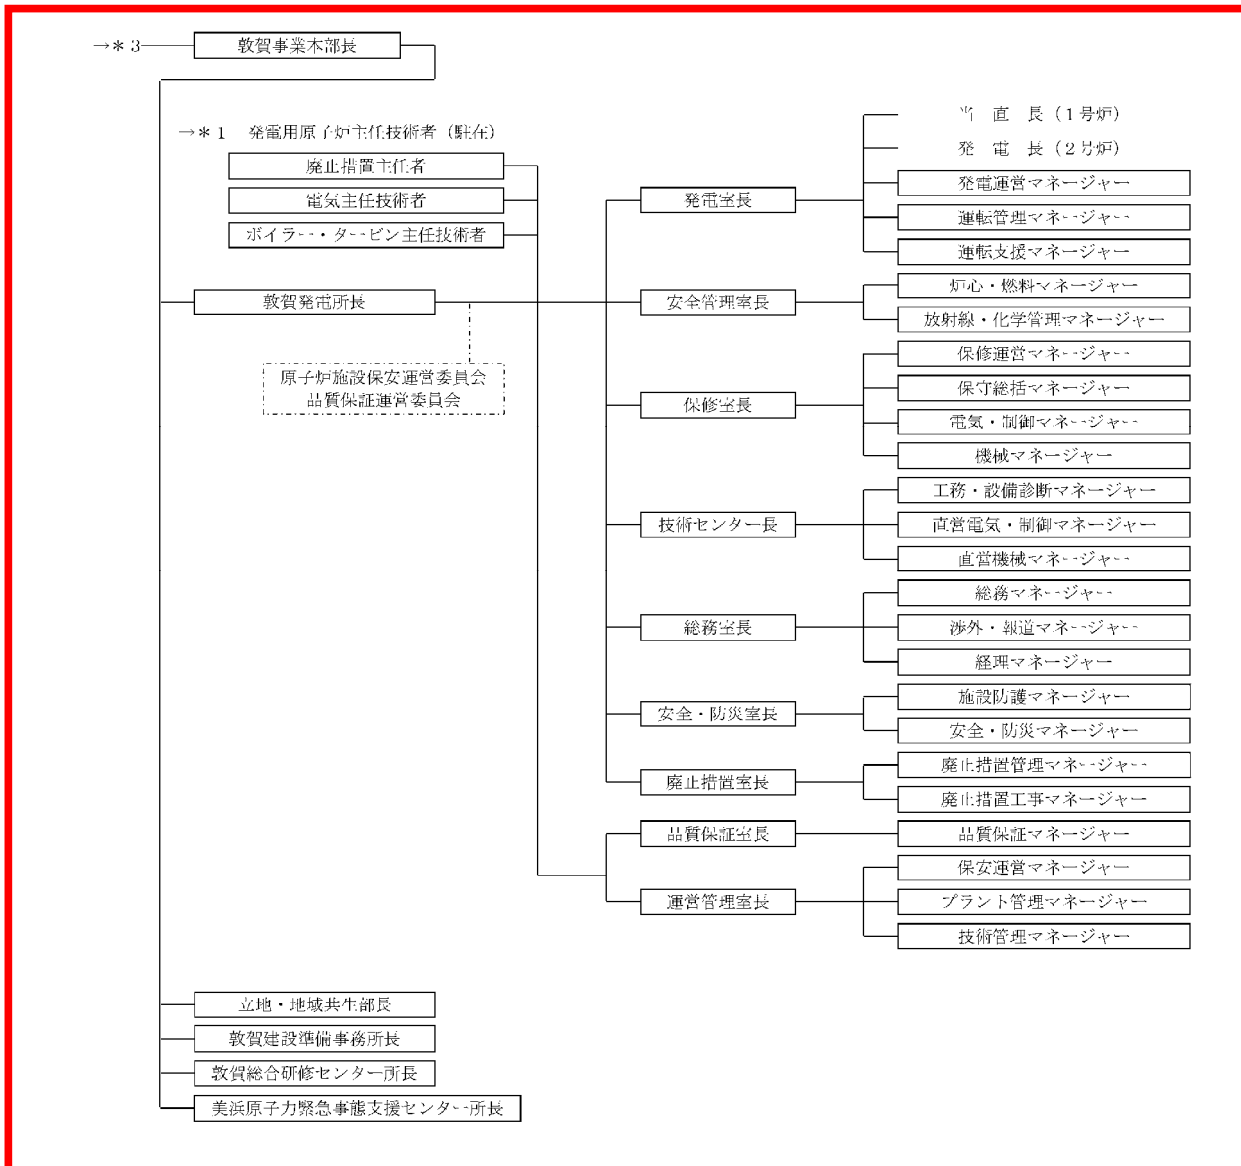 →＊3 敦賀事業本部長
→＊1 発電用原子炉主任技術者（駐在）
廃止措置主任者
電気主任技術者
ボイラー・タービン主任技術者
敦賀発電所長
原子炉施設保安運営委員会
品質保証運営委員会
発電室長
当 直 長（1号炉）
発 電 長（2号炉）
発電運営マネージャー
運転管理マネージャー
運転支援マネージャー
安全管理室長
炉心・燃料マネージャー
放射線・化学管理マネージャー
保修室長
保修運営マネージャー
保守総括マネージャー
電気・制御マネージャー
機械マネージャー
技術センター長
工務・設備診断マネージャー
直営電気・制御マネージャー
直営機械マネージャー
総務室長
総務マネージャー
渉外・報道マネージャー
経理マネージャー
安全・防災室長
施設防護マネージャー
安全・防災マネージャー
廃止措置室長
廃止措置管理マネージャー
廃止措置工事マネージャー
品質保証室長
品質保証マネージャー
運営管理室長
保安運営マネージャー
プラント管理マネージャー
技術管理マネージャー
立地・地域共生部長
敦賀建設準備事務所長
敦賀総合研修センター所長
美浜原子力緊急事態支援センター所長